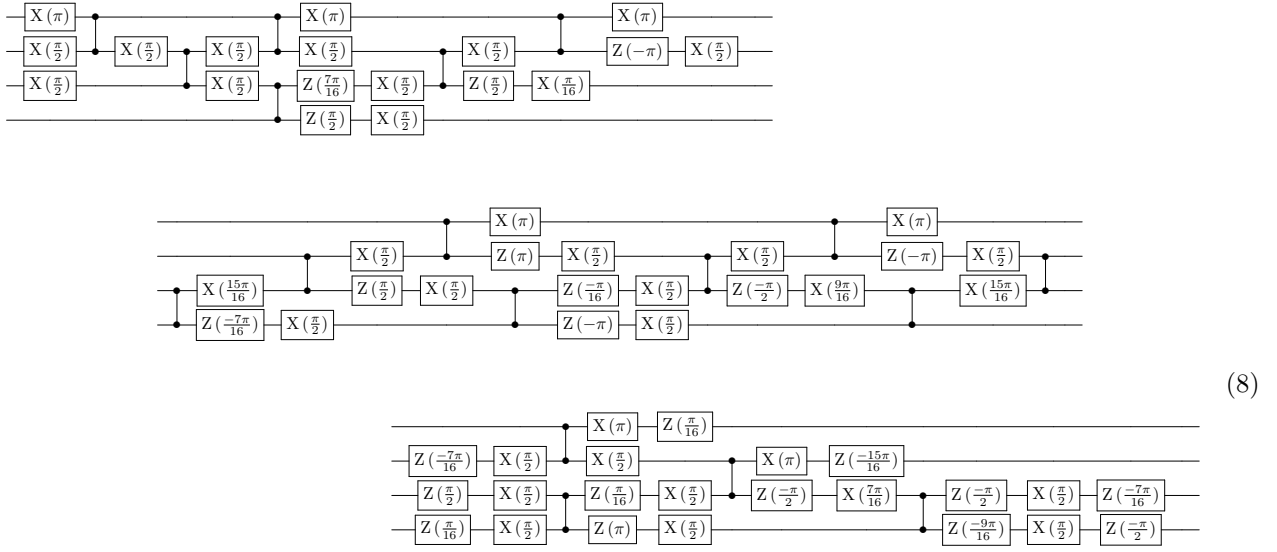 X(π) X(π) X(π)
X(π/2) X(π/2) X(π/2) X(π/2) X(π/2) Z(−π) X(π/2)
X(π/2) X(π/2) Z(7π/16) X(π/2) Z(π/2) X(π/16)
Z(π/2) X(π/2)
X(π) X(π)
X(π/2) Z(π) X(π/2) X(π/2) Z(−π) X(π/2)
X(15π/16) Z(π/2) X(π/2) Z(−π/16) X(π/2) Z(−π/2) X(9π/16) X(15π/16)
Z(−7π/16) X(π/2) Z(−π) X(π/2)
(8)
X(π) Z(π/16)
Z(−7π/16) X(π/2) X(π/2) X(π) Z(−15π/16)
Z(π/2) X(π/2) Z(π/16) X(π/2) Z(−π/2) X(7π/16) Z(−π/2) X(π/2) Z(−7π/16)
Z(π/16) X(π/2) Z(π) X(π/2) Z(−9π/16) X(π/2) Z(−π/2)